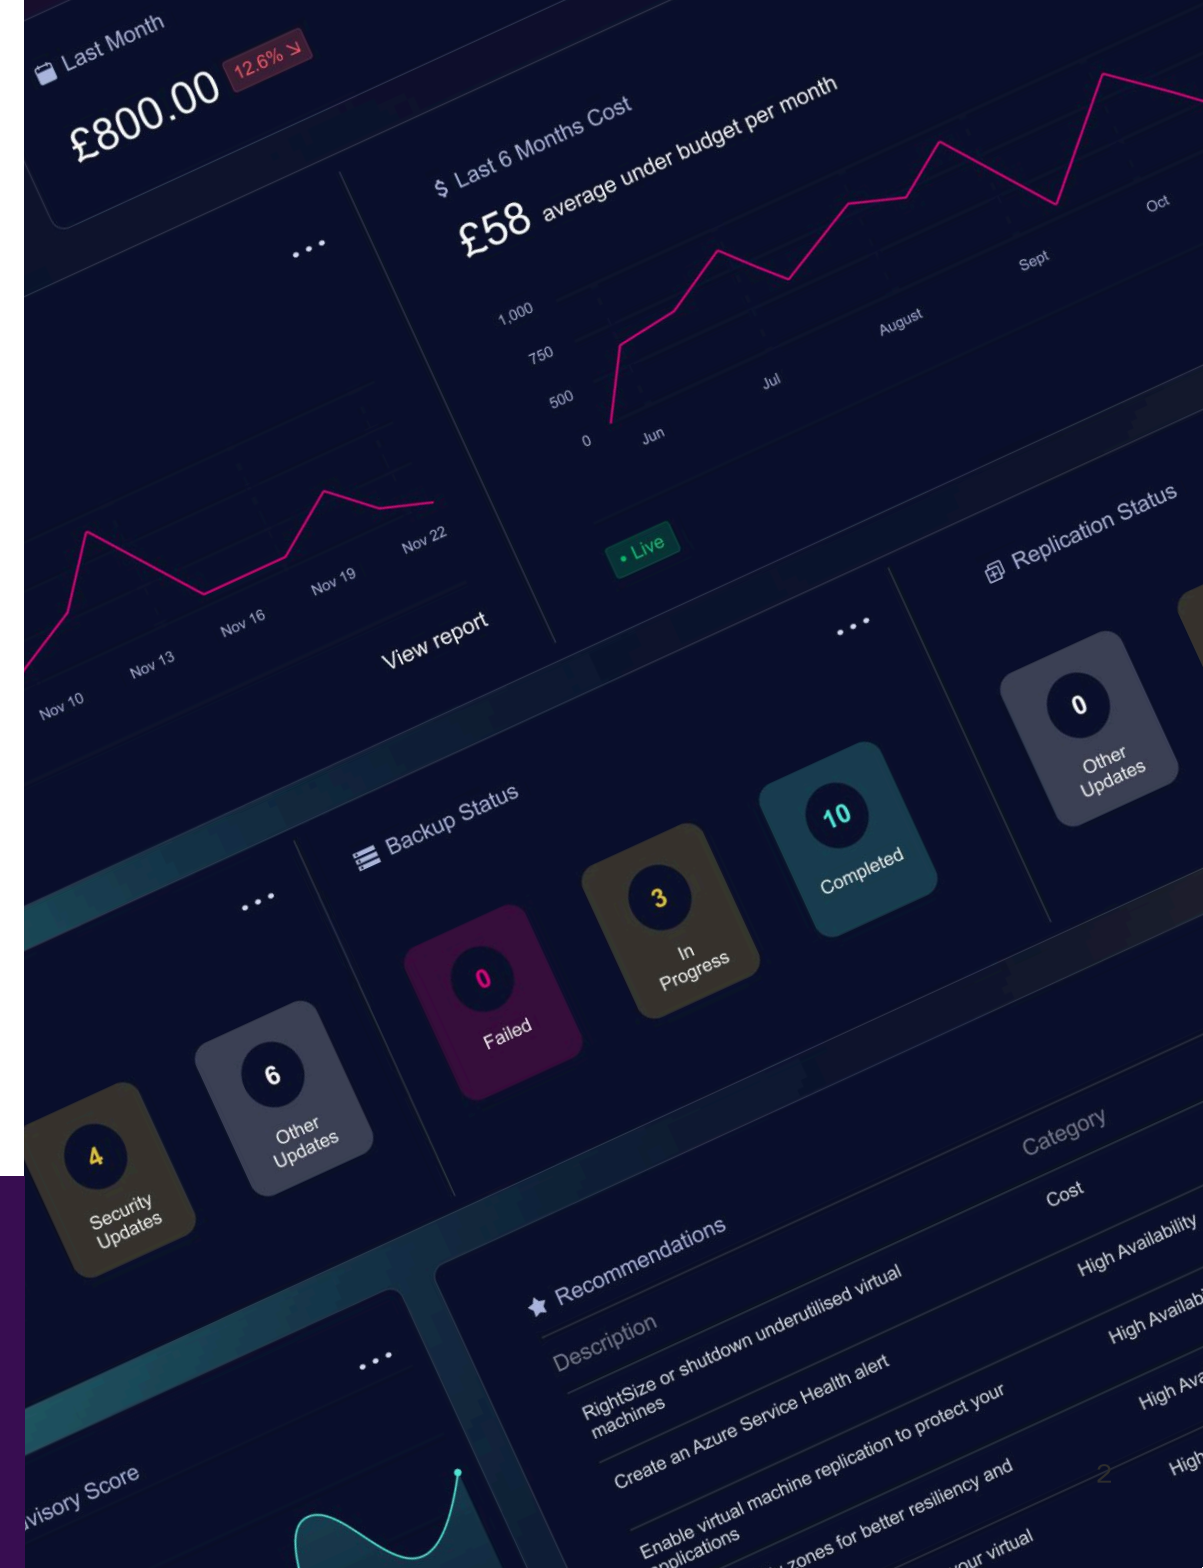 Last Month
£800.00 12.6%
$ Last 6 Months Cost
£58 average under budget per month
1,000
750
500
0
Jun
Jul
August
Sept
Oct
Live
Nov 10
Nov 13
Nov 16
Nov 19
Nov 22
View report
Replication Status
0
Other
Updates
Backup Status
0
Failed
3
In
Progress
10
Completed
4
Security
Updates
6
Other
Updates
Recommendations
Description
Category
RightSize or shutdown underutilised virtual
machines
Cost
Create an Azure Service Health alert
High Availability
Enable virtual machine replication to protect your
applications
High
zones for better resiliency and
High
your virtual
High
Score
2